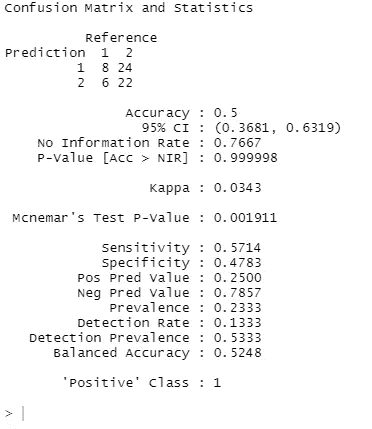 Confusion Matrix and Statistics
Reference
Prediction 1 2
1 8 24
2 6 22
Accuracy : 0.5
95% CI : (0.3681, 0.6319)
No Information Rate : 0.7667
P-Value [Acc > NIR] : 0.999998
Kappa : 0.0343
Mcnemar's Test P-Value : 0.001911
Sensitivity : 0.5714
Specificity : 0.4783
Pos Pred Value : 0.2500
Neg Pred Value : 0.7857
Prevalence : 0.2333
Detection Rate : 0.1333
Detection Prevalence : 0.5333
Balanced Accuracy : 0.5248
'Positive' Class : 1
>